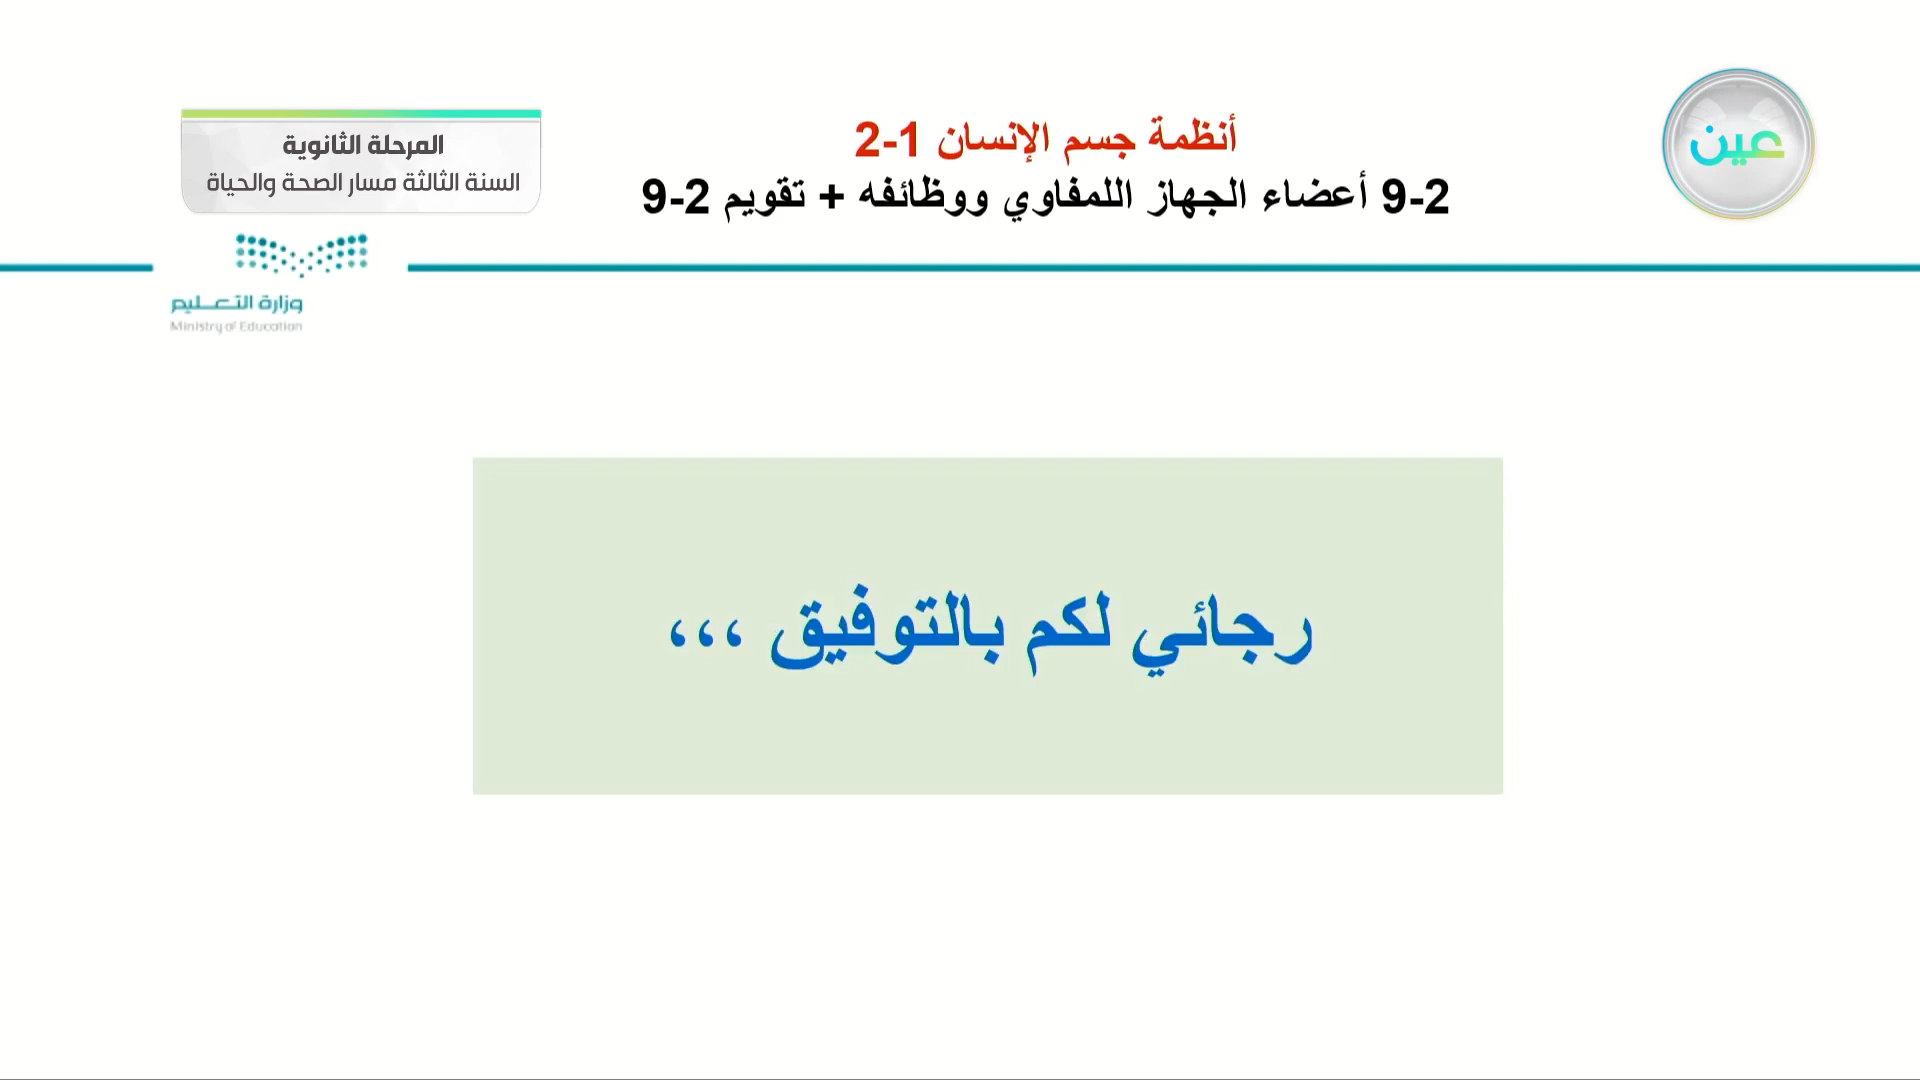 عين
أنظمة جسم الإنسان 1-2
9-2 أعضاء الجهاز اللمفاوي ووظائفه + تقويم 2-9
المرحلة الثانوية
السنة الثالثة مسار الصحة والحياة
وزارة التعـــليم
Ministry of Education
رجائي لكم بالتوفيق ،،،